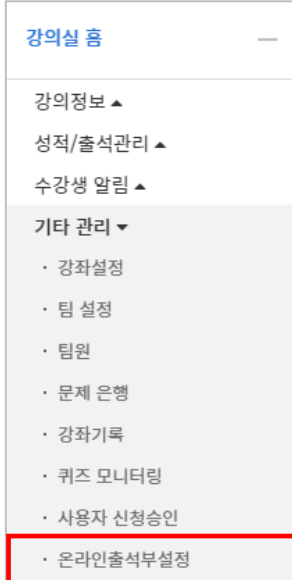 강의실 홈
강의정보 ▲
성적/출석관리 ▲
수강생 알림 ▲
기타 관리 ▼
· 강좌설정
· 팀 설정
· 팀원
· 문제 은행
· 강좌기록
· 퀴즈 모니터링
· 사용자 신청승인
· 온라인출석부설정